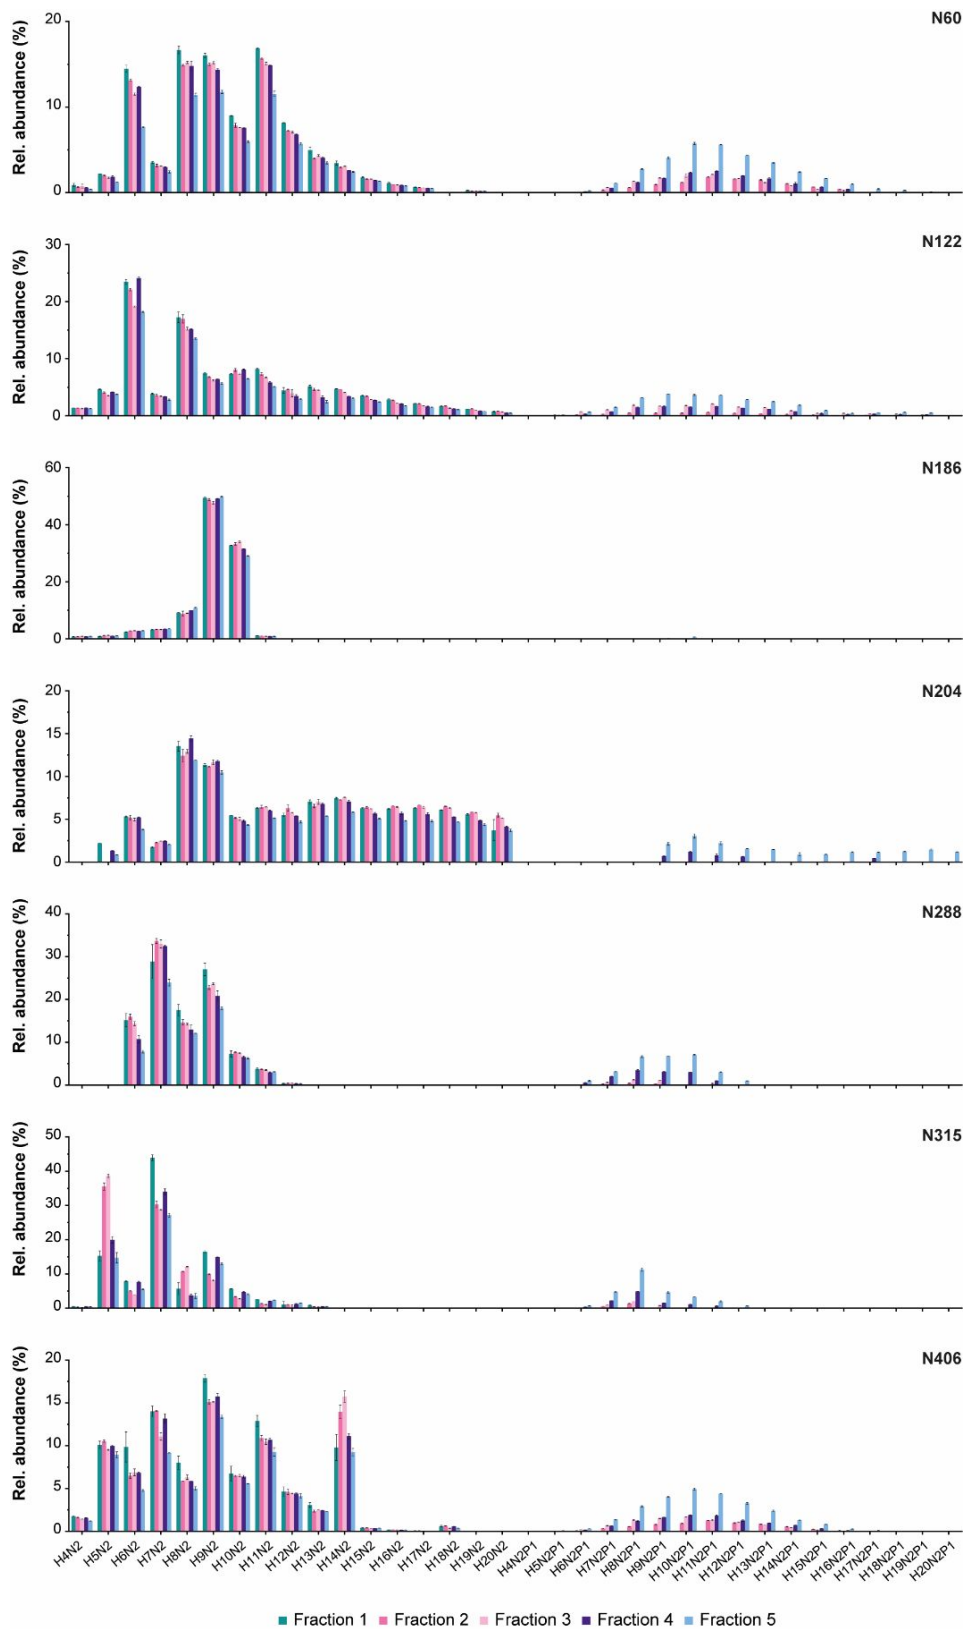 N60
Rel. abundance (%)
20
10
0
N122
Rel. abundance (%)
30
20
10
0
N186
Rel. abundance (%)
60
40
20
0
N204
Rel. abundance (%)
20
15
10
5
0
N288
Rel. abundance (%)
40
30
20
10
0
N315
Rel. abundance (%)
50
40
30
20
10
0
N406
Rel. abundance (%)
20
15
10
5
0
H4N2
H5N2
H6N2
H7N2
H8N2
H9N2
H10N2
H11N2
H12N2
H13N2
H14N2
H15N2
H16N2
H17N2
H18N2
H19N2
H20N2
H4N2P1
H5N2P1
H6N2P1
H7N2P1
H8N2P1
H9N2P1
H10N2P1
H11N2P1
H12N2P1
H13N2P1
H14N2P1
H15N2P1
H16N2P1
H17N2P1
H18N2P1
H19N2P1
H20N2P1
Fraction 1 Fraction 2 Fraction 3 Fraction 4 Fraction 5